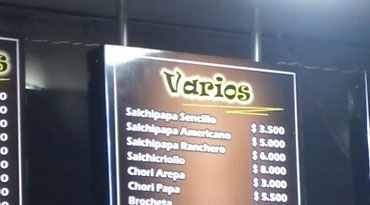 Varios
Salchipapa Sencillo $ 3.500
Salchipapa Americano $ 5.000
Salchipapa Ranchero $ 6.000
Salchicriollo $ 8.000
Chori Arepa $ 3.000
Chori Papa $ 5.500
Brocheta